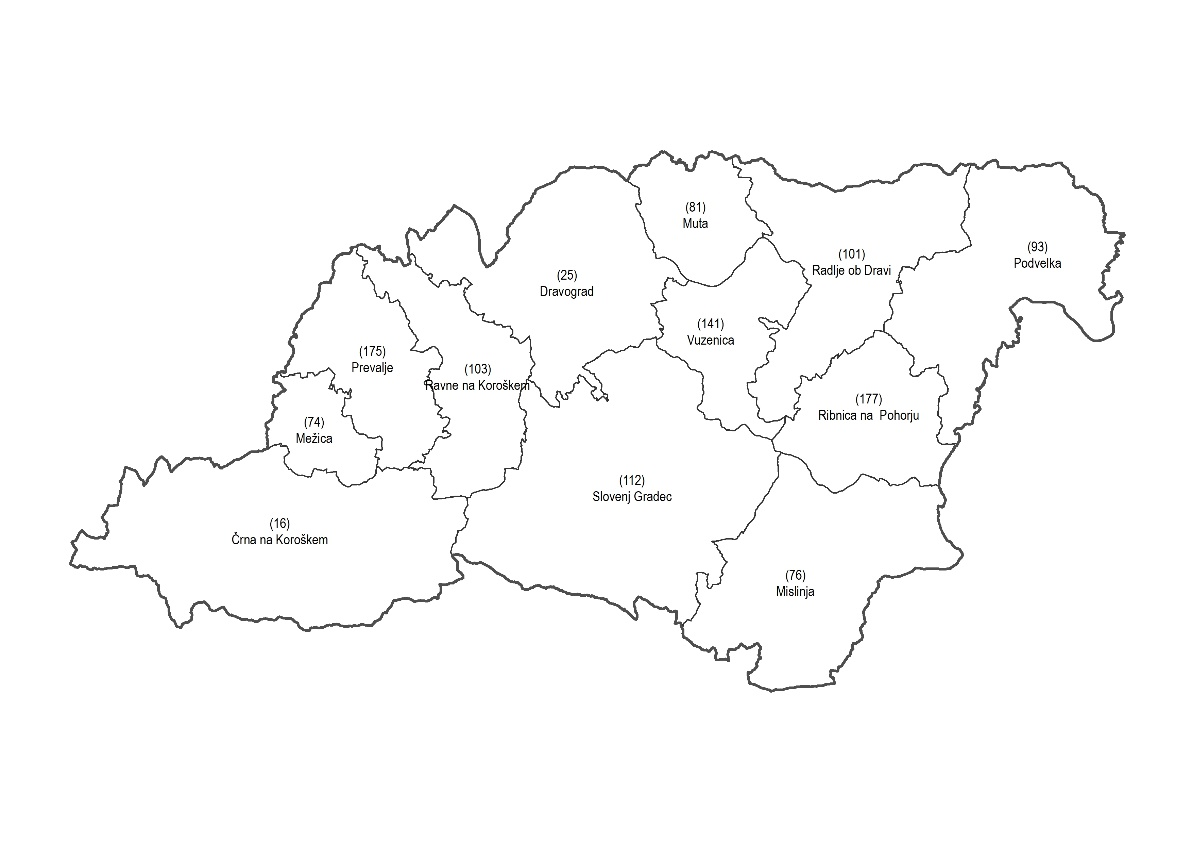 (81)
Muta
(101)
Radlje ob Dravi
(93)
Podvelka
(25)
Dravograd
(141)
Vuzenica
(175)
Prevalje
(103)
Ravne na Koroškem
(177)
Ribnica na  Pohorju
(74)
Mežica
(112)
Slovenj Gradec
(16)
Črna na Koroškem
(76)
Mislinja